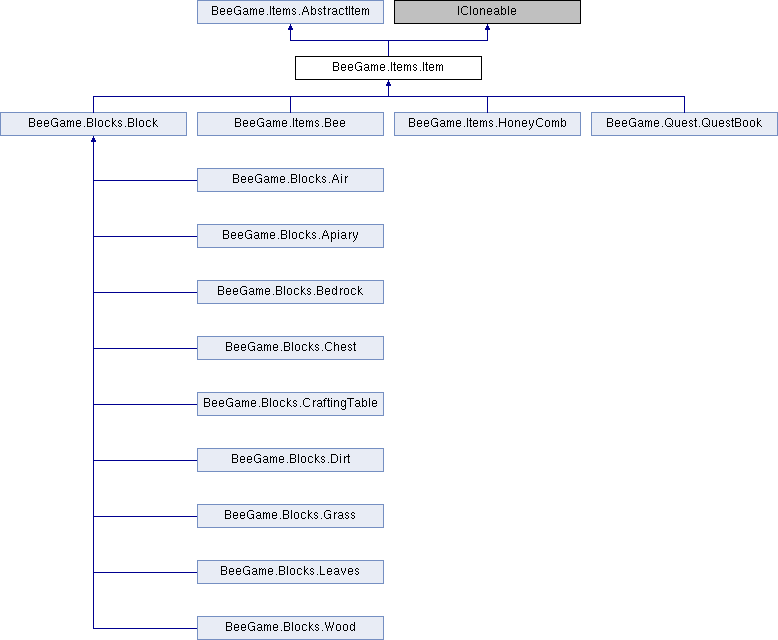 BeeGame.Items.AbstractItem
ICloneable
BeeGame.Items.Item
BeeGame.Blocks.Block
BeeGame.Items.Bee
BeeGame.Items.HoneyComb
BeeGame.Quest.QuestBook
BeeGame.Blocks.Air
BeeGame.Blocks.Apiary
BeeGame.Blocks.Bedrock
BeeGame.Blocks.Chest
BeeGame.Blocks.CraftingTable
BeeGame.Blocks.Dirt
BeeGame.Blocks.Grass
BeeGame.Blocks.Leaves
BeeGame.Blocks.Wood